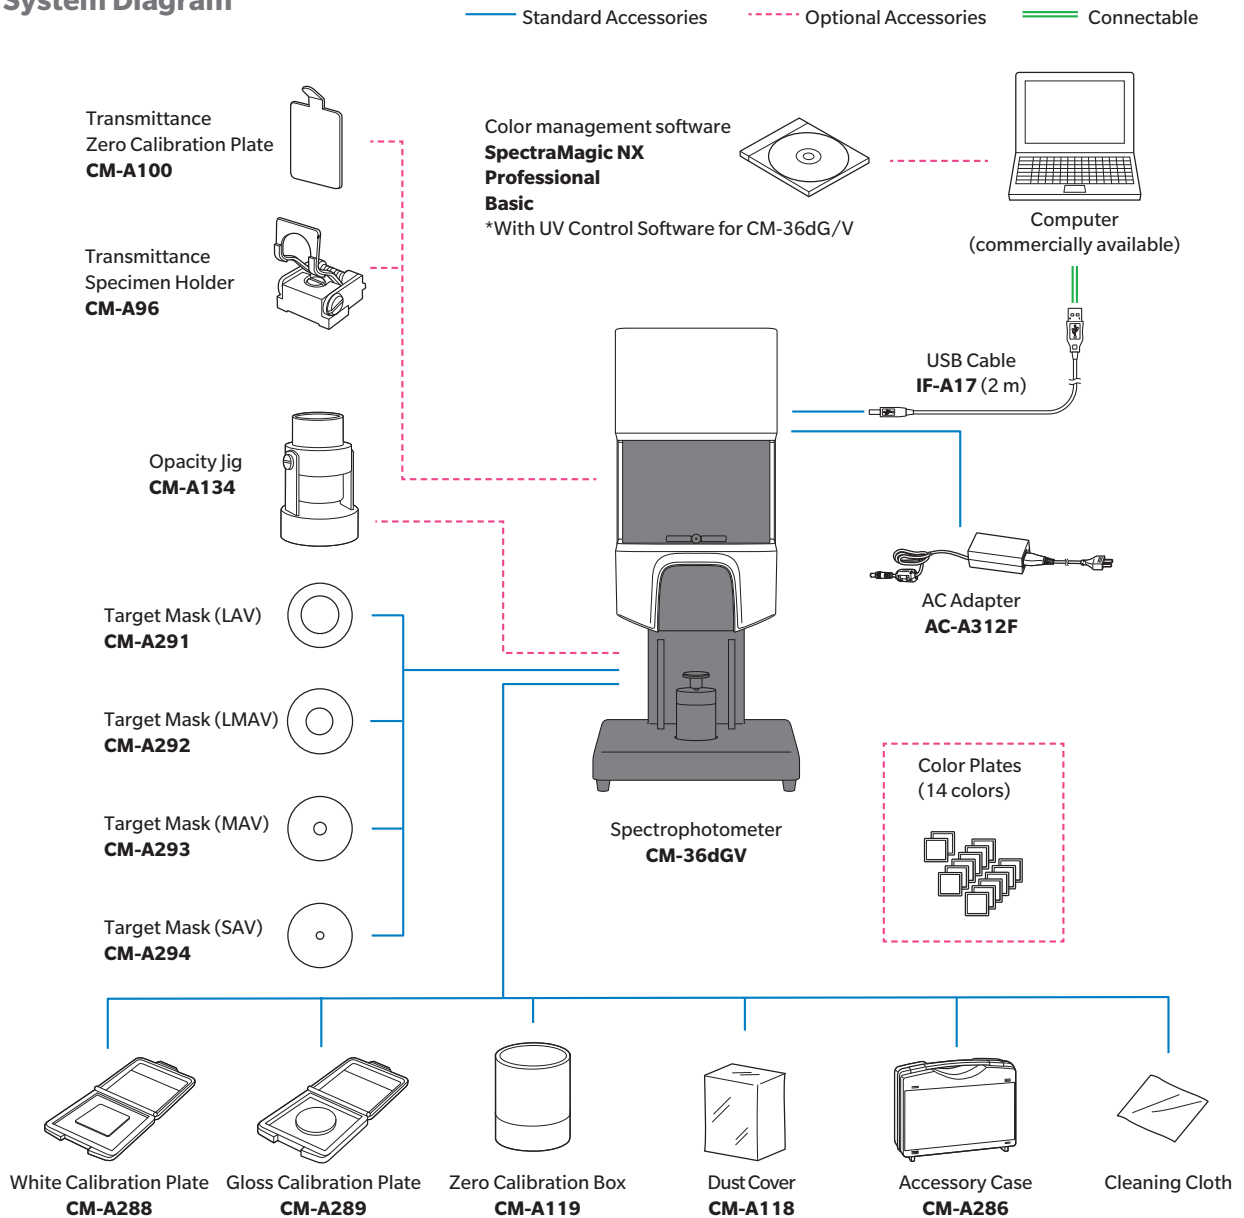 System Diagram
Standard Accessories
Optional Accessories
Connectable
Transmittance
Zero Calibration Plate
CM-A100
Color management software
SpectraMagic NX
Professional
Basic
*With UV Control Software for CM-36dG/V
Computer
(commercially available)
Transmittance
Specimen Holder
CM-A96
USB Cable
IF-A17 (2 m)
Opacity Jig
CM-A134
AC Adapter
AC-A312F
Target Mask (LAV)
CM-A291
Target Mask (LMAV)
CM-A292
Target Mask (MAV)
CM-A293
Target Mask (SAV)
CM-A294
Spectrophotometer
CM-36dGV
Color Plates
(14 colors)
White Calibration Plate
CM-A288
Gloss Calibration Plate
CM-A289
Zero Calibration Box
CM-A119
Dust Cover
CM-A118
Accessory Case
CM-A286
Cleaning Cloth